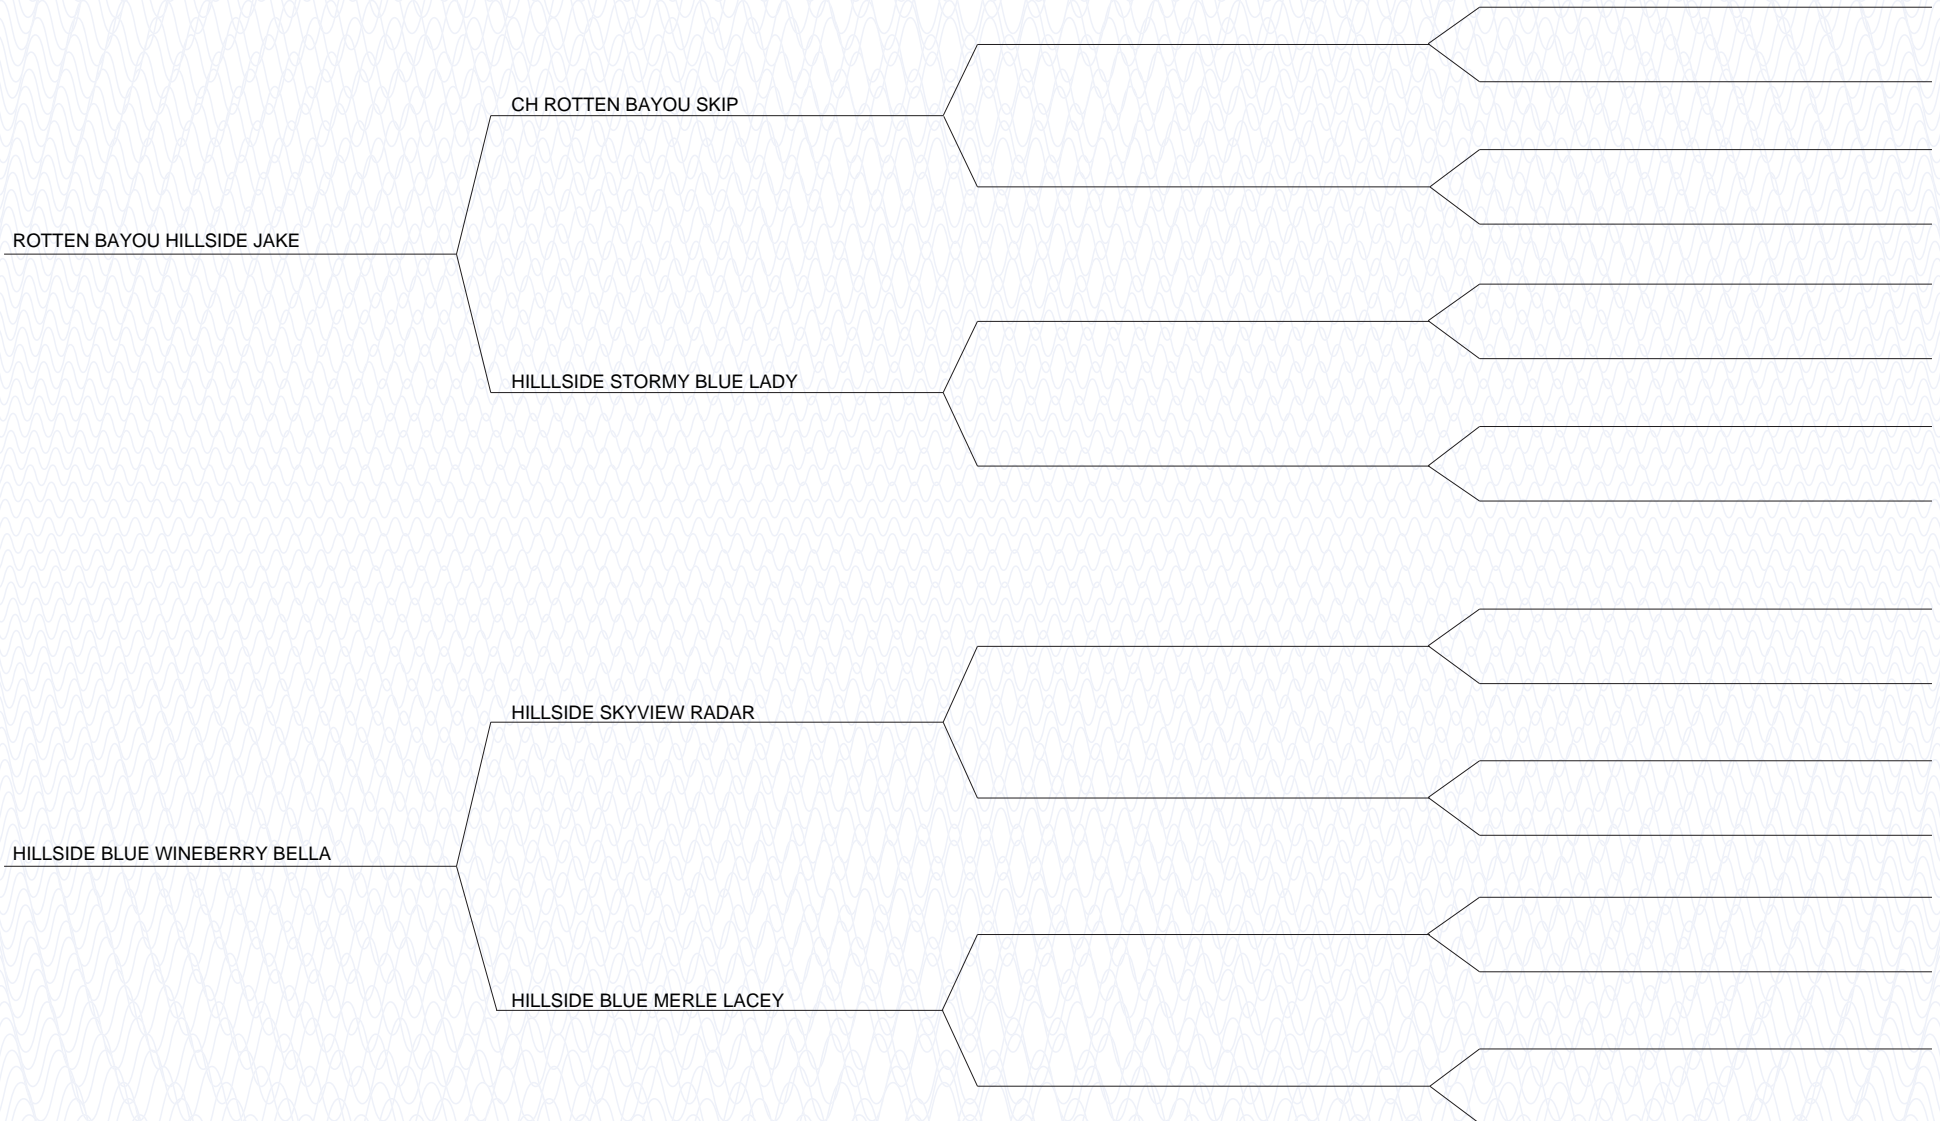 CH ROTTEN BAYOU SKIP
ROTTEN BAYOU HILLSIDE JAKE
HILLLSIDE STORMY BLUE LADY
HILLSIDE SKYVIEW RADAR
HILLSIDE BLUE WINEBERRY BELLA
HILLSIDE BLUE MERLE LACEY